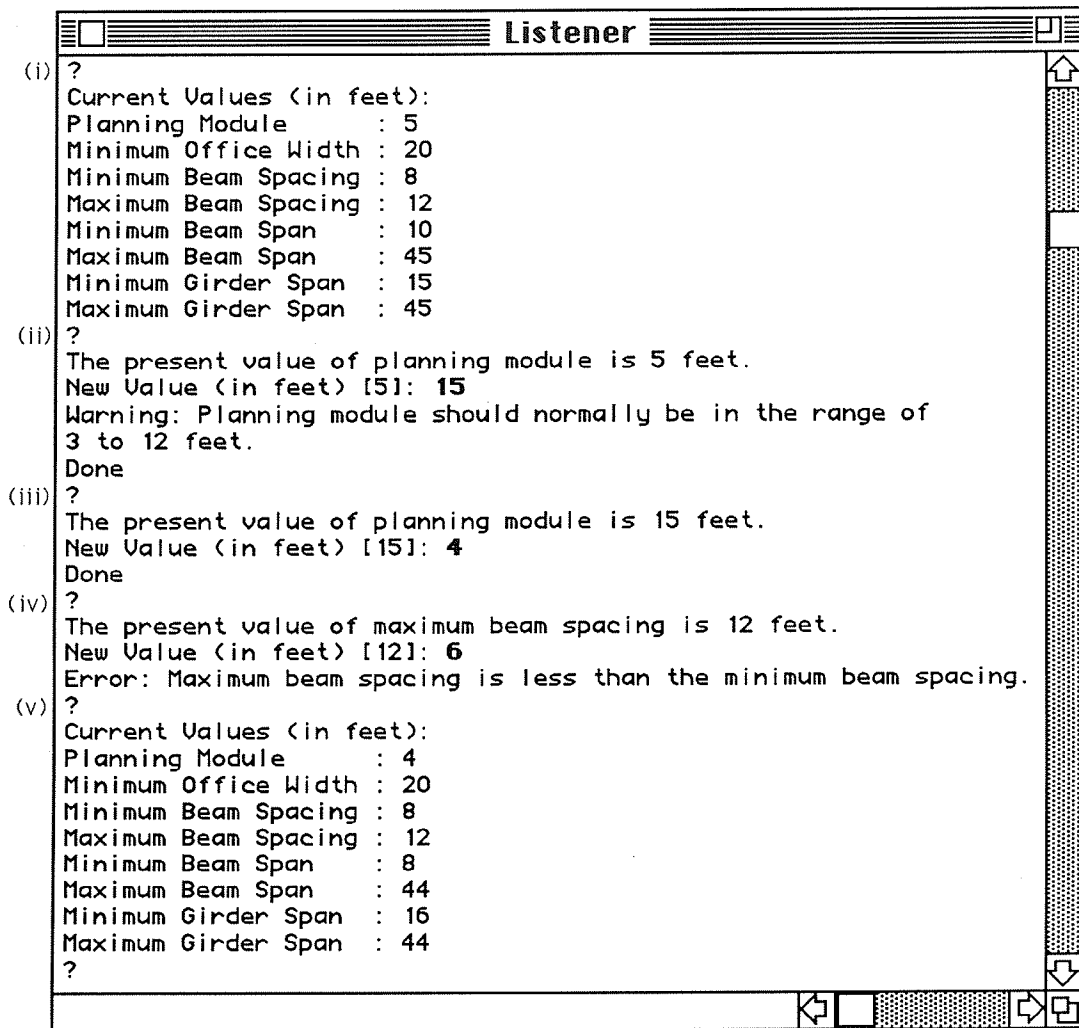 Listener
(i) ?
Current Values (in feet):
Planning Module : 5
Minimum Office Width : 20
Minimum Beam Spacing : 8
Maximum Beam Spacing : 12
Minimum Beam Span : 10
Maximum Beam Span : 45
Minimum Girder Span : 15
Maximum Girder Span : 45
(ii) ?
The present value of planning module is 5 feet.
New Value (in feet) [5]: 15
Warning: Planning module should normally be in the range of
3 to 12 feet.
Done
(iii) ?
The present value of planning module is 15 feet.
New Value (in feet) [15]: 4
Done
(iv) ?
The present value of maximum beam spacing is 12 feet.
New Value (in feet) [12]: 6
Error: Maximum beam spacing is less than the minimum beam spacing.
(v) ?
Current Values (in feet):
Planning Module : 4
Minimum Office Width : 20
Minimum Beam Spacing : 8
Maximum Beam Spacing : 12
Minimum Beam Span : 8
Maximum Beam Span : 44
Minimum Girder Span : 16
Maximum Girder Span : 44
?